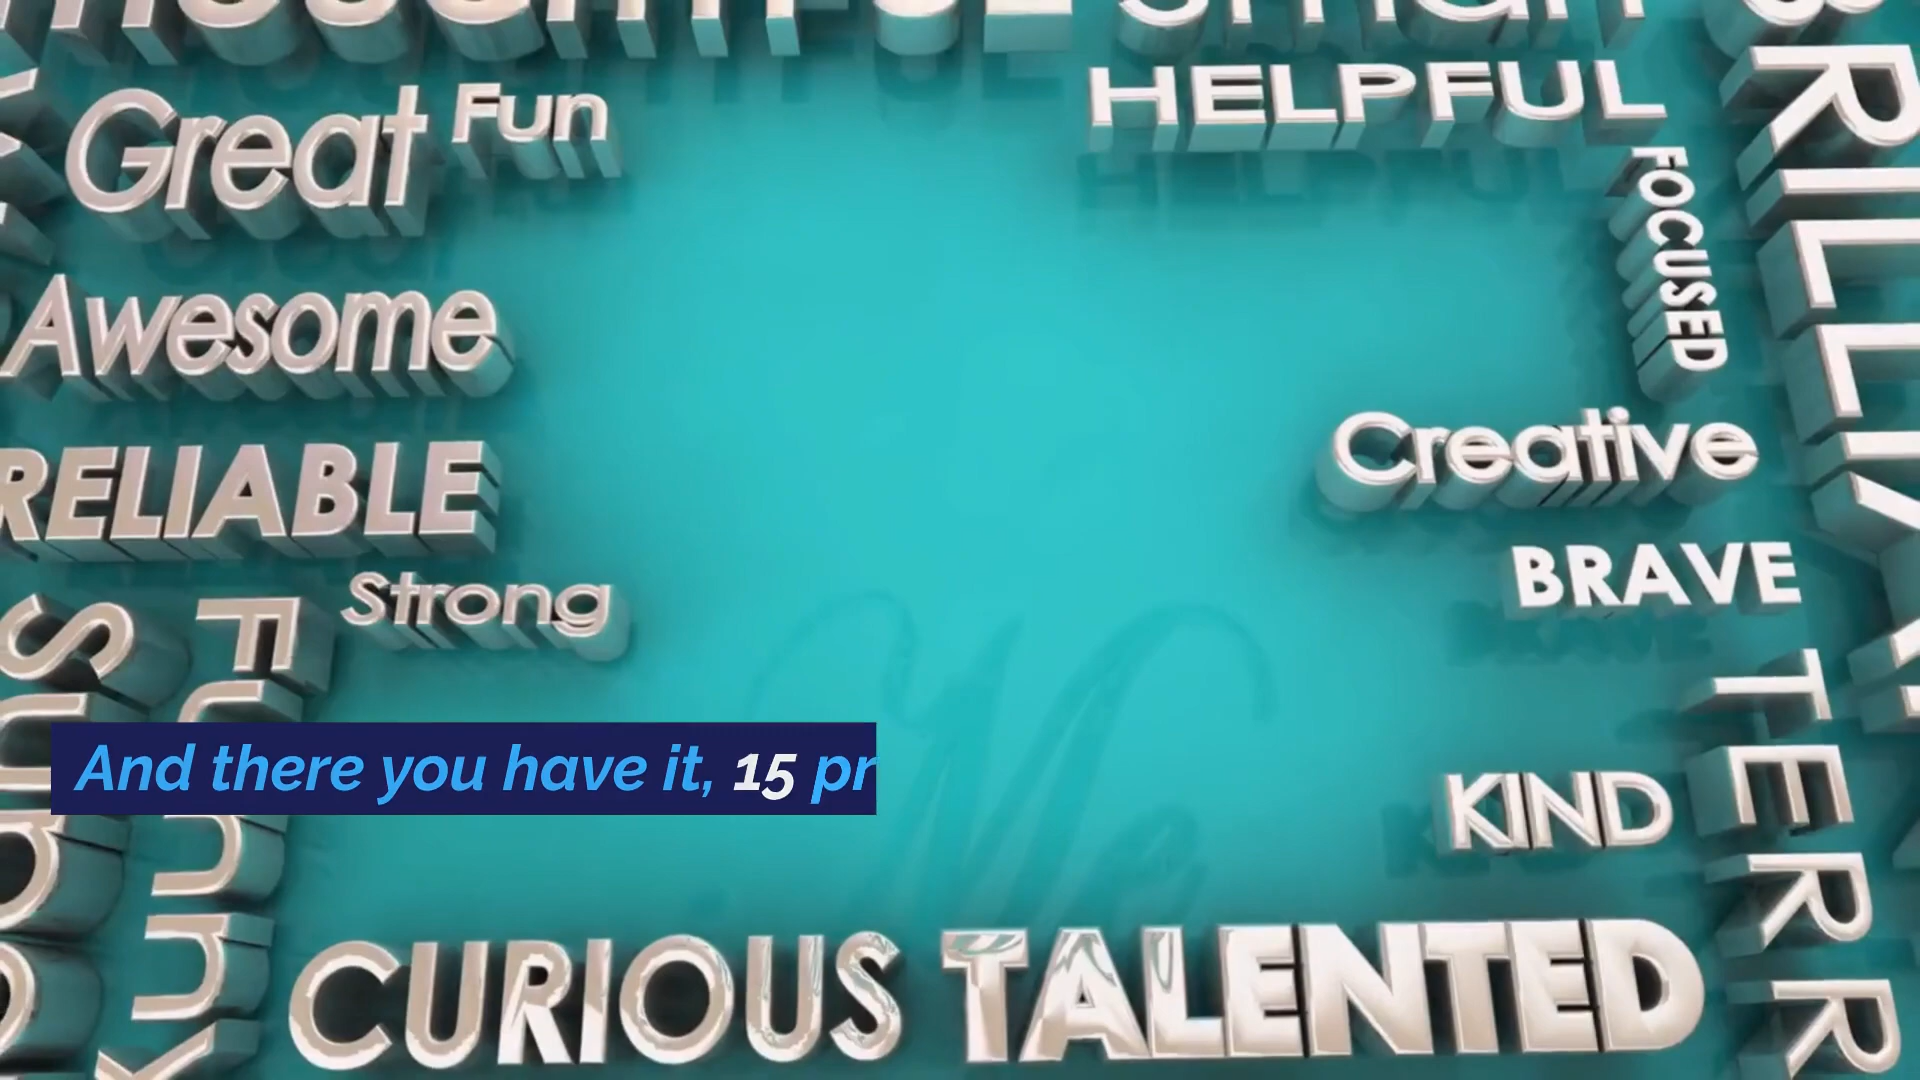 Great Fun
HELPFUL
FOCUSED
Awesome
Creative
RELIABLE
BRAVE
Strong
Funny
And there you have it, 15 pr
KIND
CURIOUS TALENTED
Me